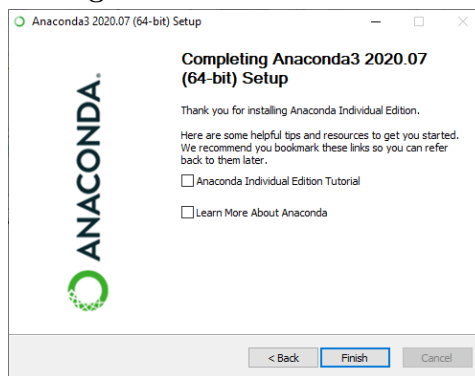 Anaconda3 2020.07 (64-bit) Setup
Completing Anaconda3 2020.07
(64-bit) Setup
Thank you for installing Anaconda Individual Edition.
Here are some helpful tips and resources to get you started.
We recommend you bookmark these links so you can refer
back to them later.
Anaconda Individual Edition Tutorial
Learn More About Anaconda
ANACONDA.
< Back
Finish
Cancel